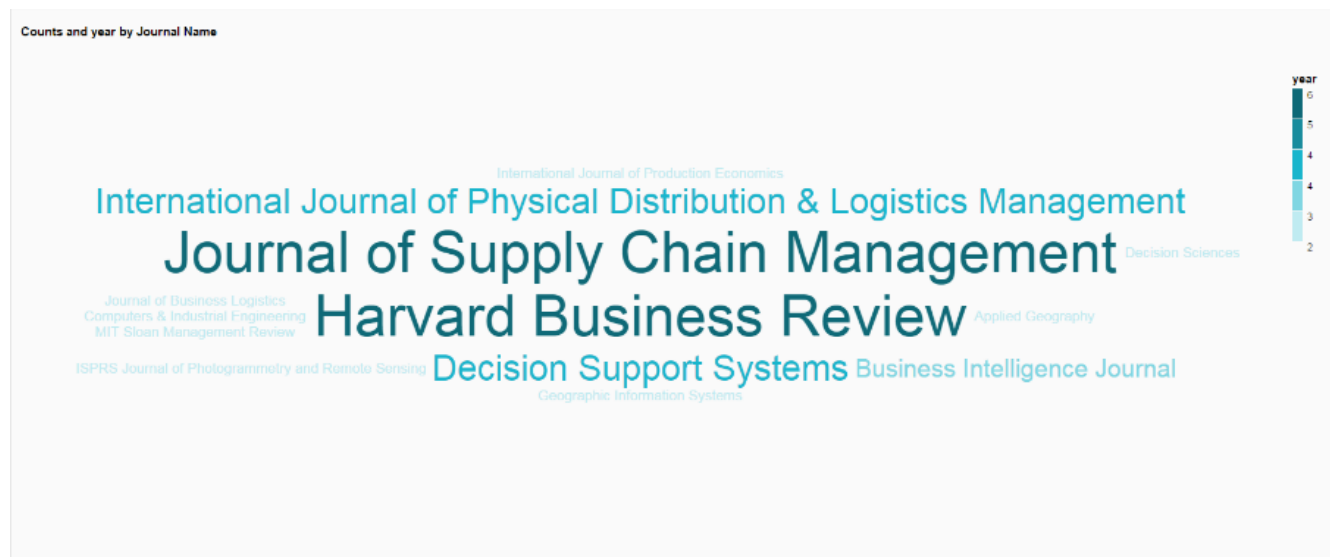 Counts and year by Journal Name
year
6
5
4
4
3
2
International Journal of Production Economics
International Journal of Physical Distribution & Logistics Management
Journal of Supply Chain Management
Decision Sciences
Journal of Business Logistics
Computers & Industrial Engineering
MIT Sloan Management Review
Harvard Business Review
Applied Geography
ISPRS Journal of Photogrammetry and Remote Sensing
Decision Support Systems
Business Intelligence Journal
Geographic Information Systems